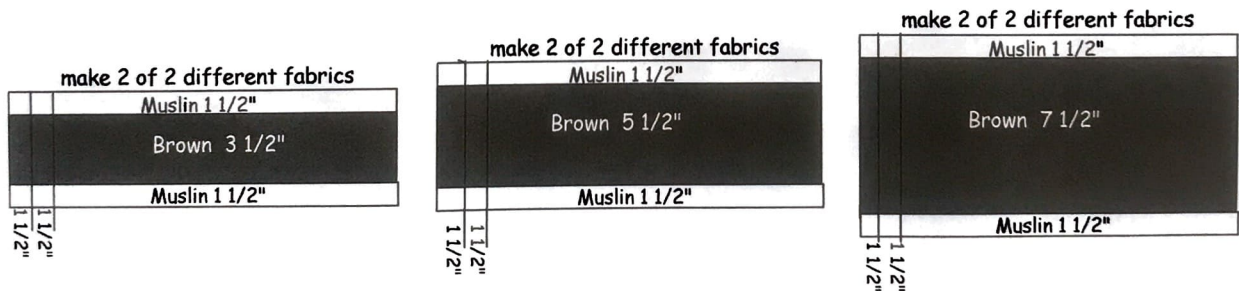 make 2 of 2 different fabrics
Muslin 1 1/2"
Brown 3 1/2"
Muslin 1 1/2"
1 1/2"
1 1/2"
make 2 of 2 different fabrics
Muslin 1 1/2"
Brown 5 1/2"
Muslin 1 1/2"
1 1/2"
1 1/2"
make 2 of 2 different fabrics
Muslin 1 1/2"
Brown 7 1/2"
Muslin 1 1/2"
1 1/2"
1 1/2"